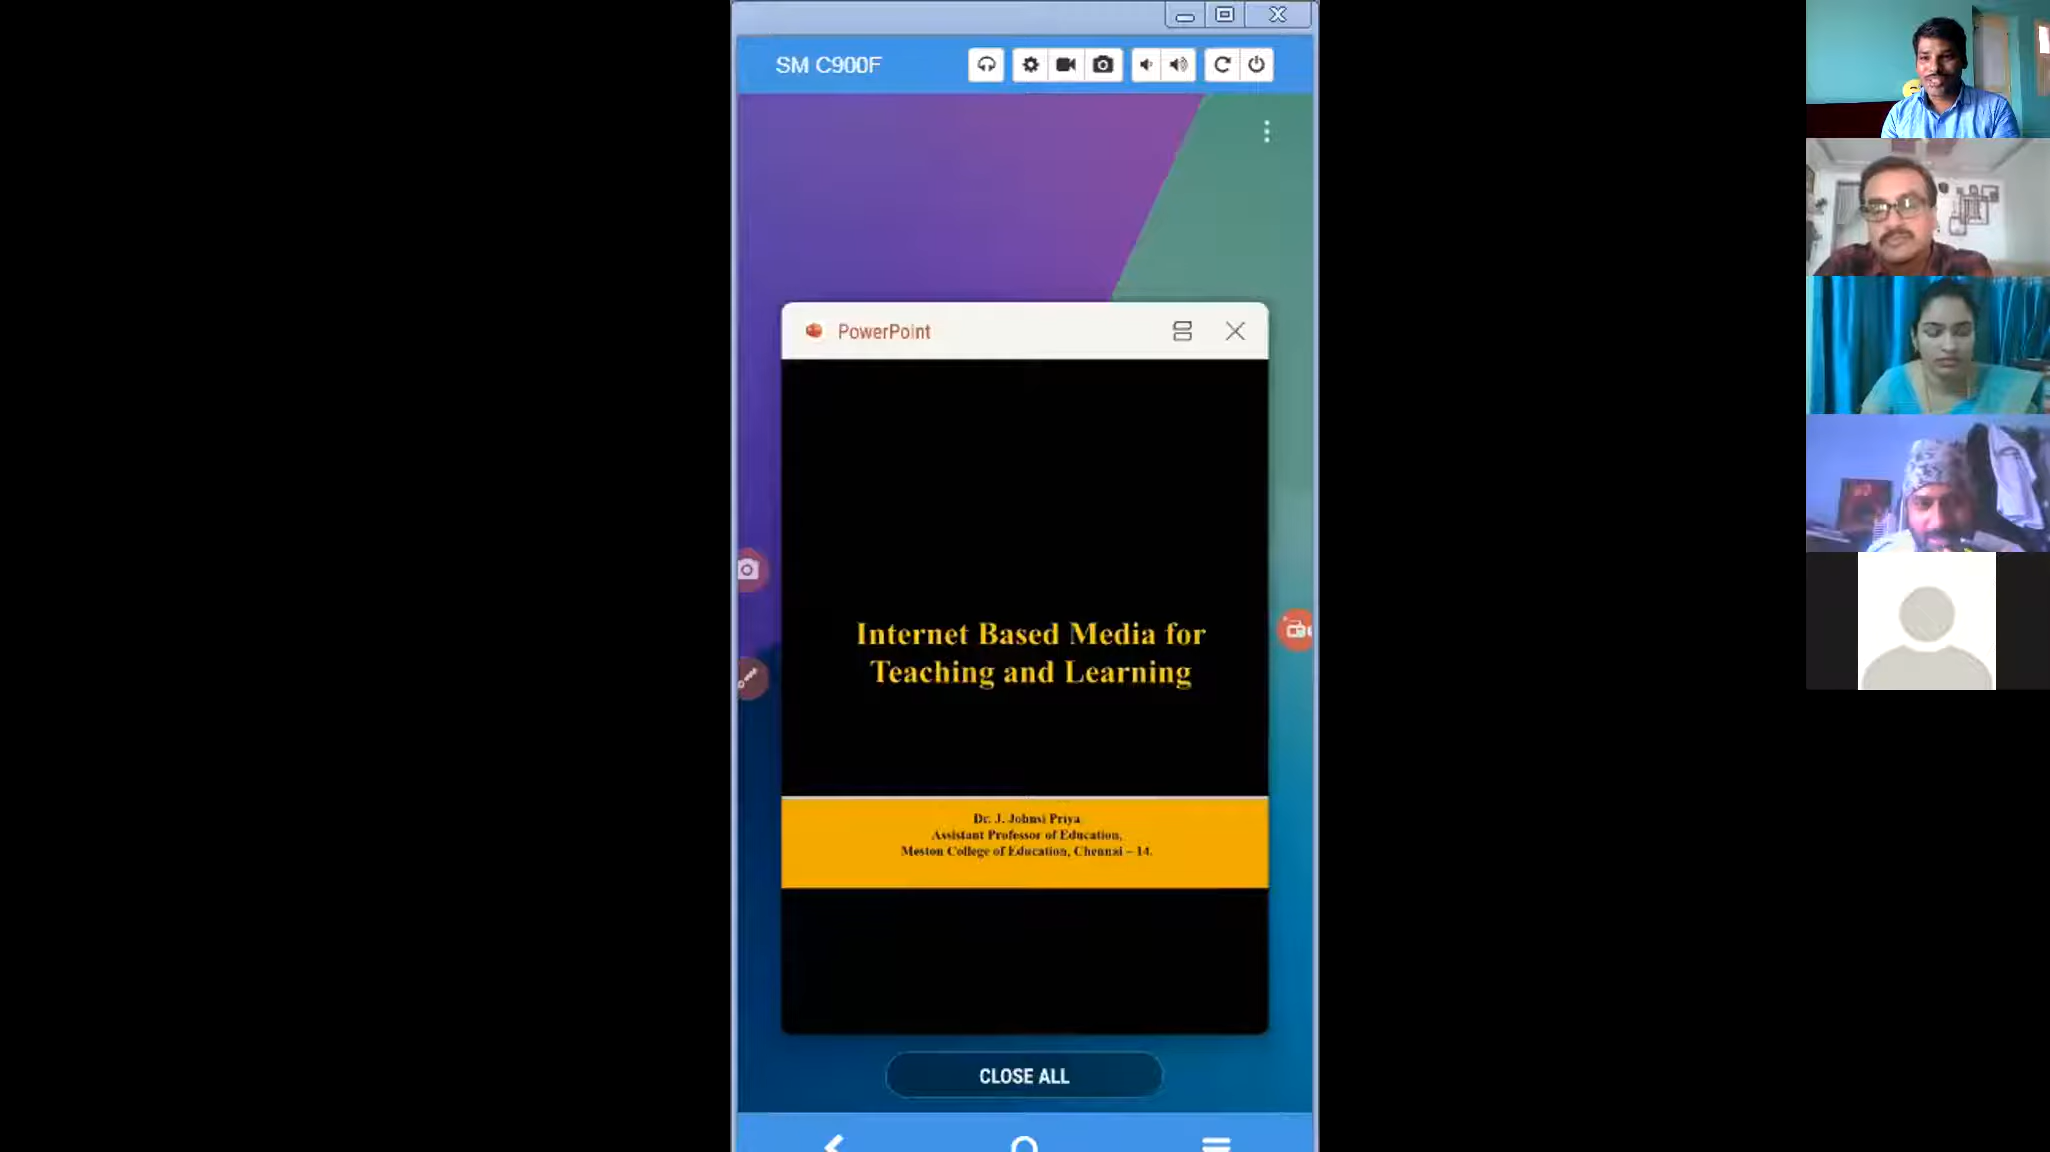 SM C900F
PowerPoint
Internet Based Media for
Teaching and Learning
Dr. J. Johnsi Priya
Assistant Professor of Education,
Meston College of Education, Chennai – 14.
CLOSE ALL